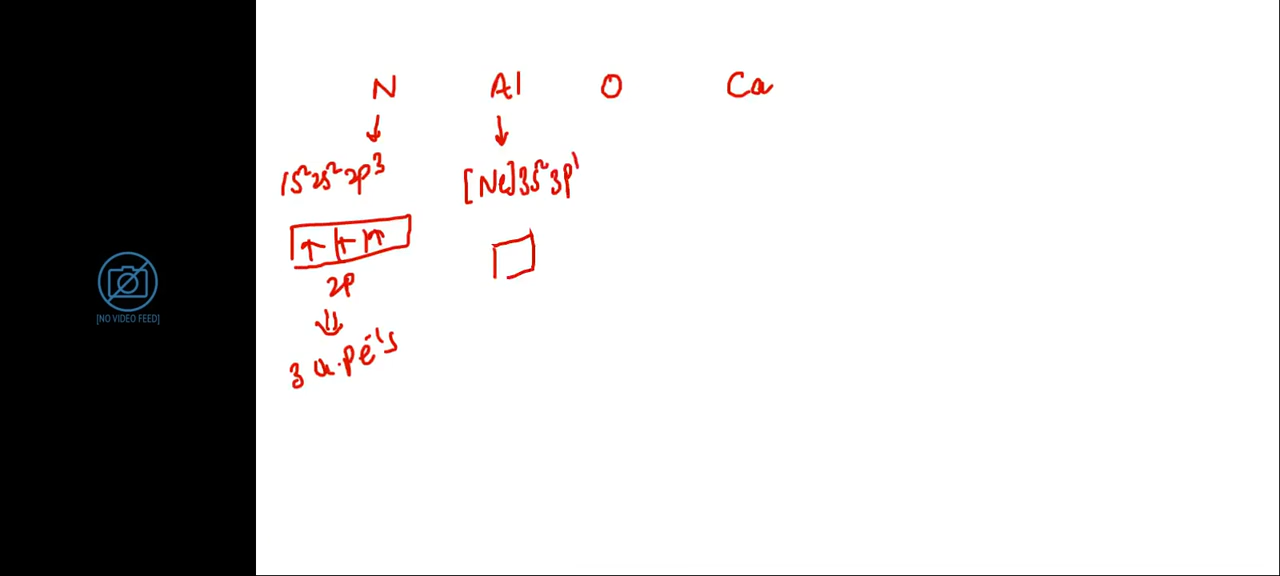 N Al O Ca
↓ ↓
1s²2s²2p³ [Ne]3s²3p¹
↑ ↑ ↑
2p
⇓
3 u.pe⁻'s
[NO VIDEO FEED]